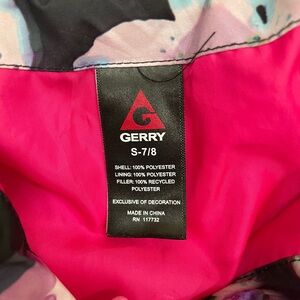 GERRY
S-7/8
SHELL: 100% POLYESTER
LINING: 100% POLYESTER
FILLER: 100% RECYCLED
POLYESTER
EXCLUSIVE OF DECORATION
MADE IN CHINA
RN 117732